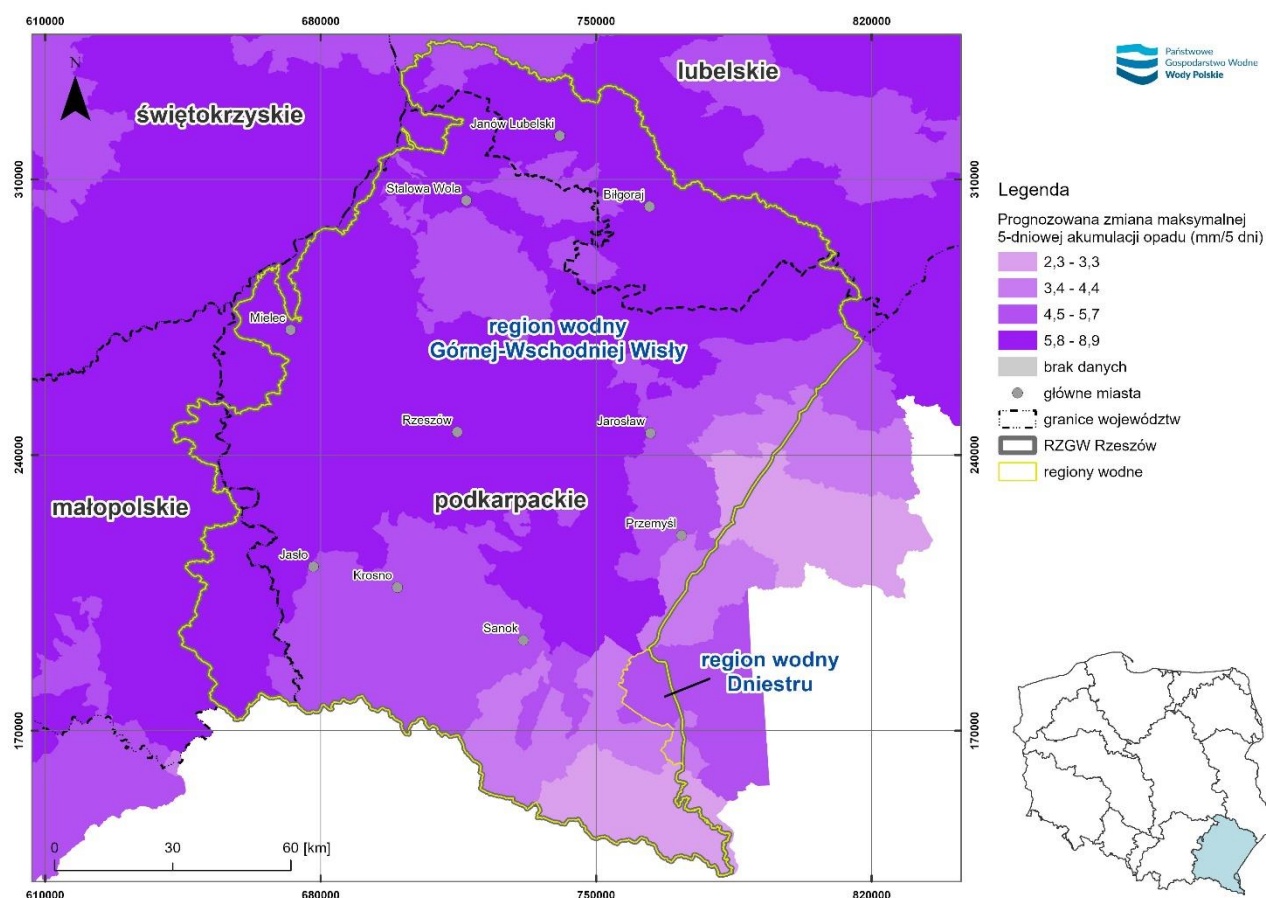 610000
680000
750000
820000
N
świętokrzyskie
lubelskie
Janów Lubelski
310000
310000
Stalowa Wola
Biłgoraj
Mielec
region wodny
Górnej-Wschodniej Wisły
Rzeszów
Jarosław
240000
240000
małopolskie
podkarpackie
Przemyśl
Jasło
Krosno
Sanok
region wodny
Dniestru
170000
170000
0
30
60 [km]
610000
680000
750000
820000
Państwowe
Gospodarstwo Wodne
Wody Polskie
Legenda
Prognozowana zmiana maksymalnej
5-dniowej akumulacji opadu (mm/5 dni)
2,3 - 3,3
3,4 - 4,4
4,5 - 5,7
5,8 - 8,9
brak danych
główne miasta
granice województw
RZGW Rzeszów
regiony wodne